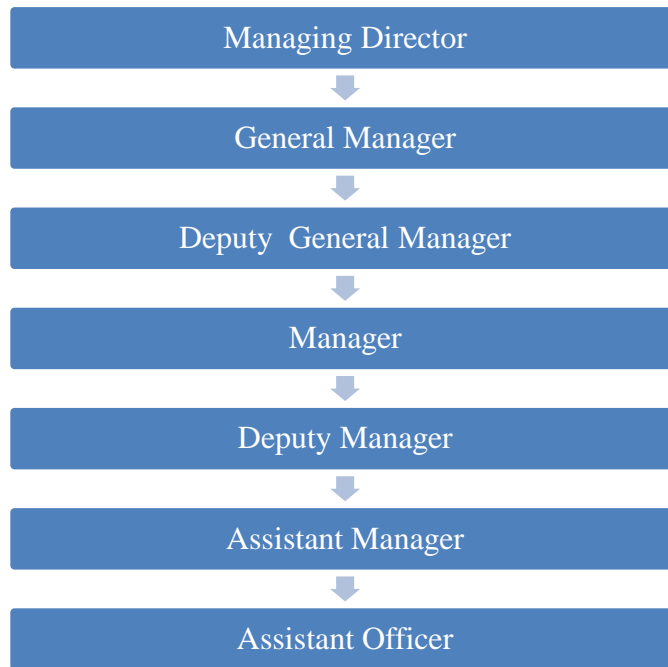 Managing Director
General Manager
Deputy General Manager
Manager
Deputy Manager
Assistant Manager
Assistant Officer